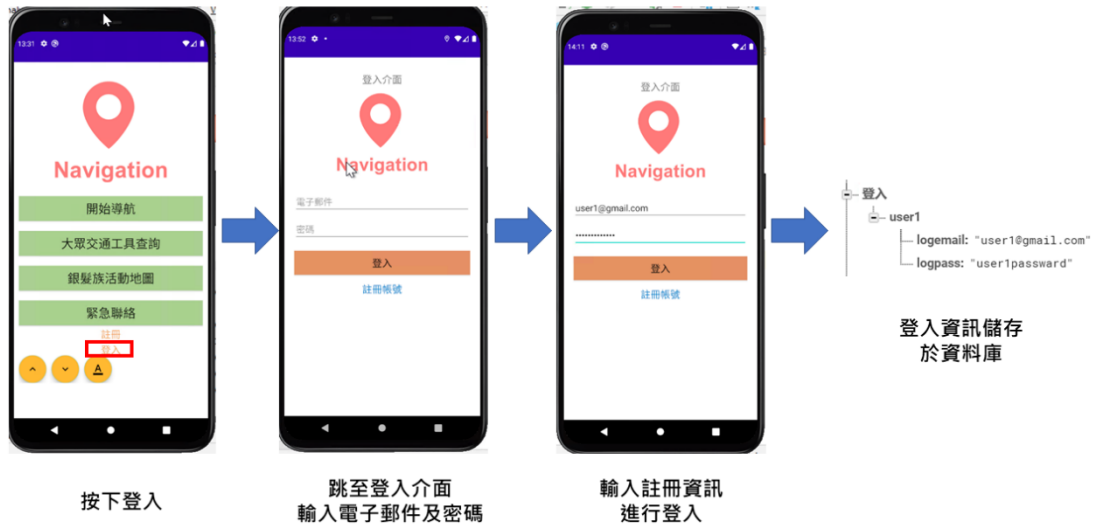 13:31
Navigation
開始導航
大眾交通工具查詢
銀髮族活動地圖
緊急聯絡
註冊
登入
A
按下登入
13:52
登入介面
Navigation
電子郵件
密碼
登入
註冊帳號
跳至登入介面
輸入電子郵件及密碼
14:11
登入介面
Navigation
user1@gmail.com
•••••••••••••
登入
註冊帳號
輸入註冊資訊
進行登入
登入
user1
logemail: "user1@gmail.com"
logpass: "user1passward"
登入資訊儲存
於資料庫